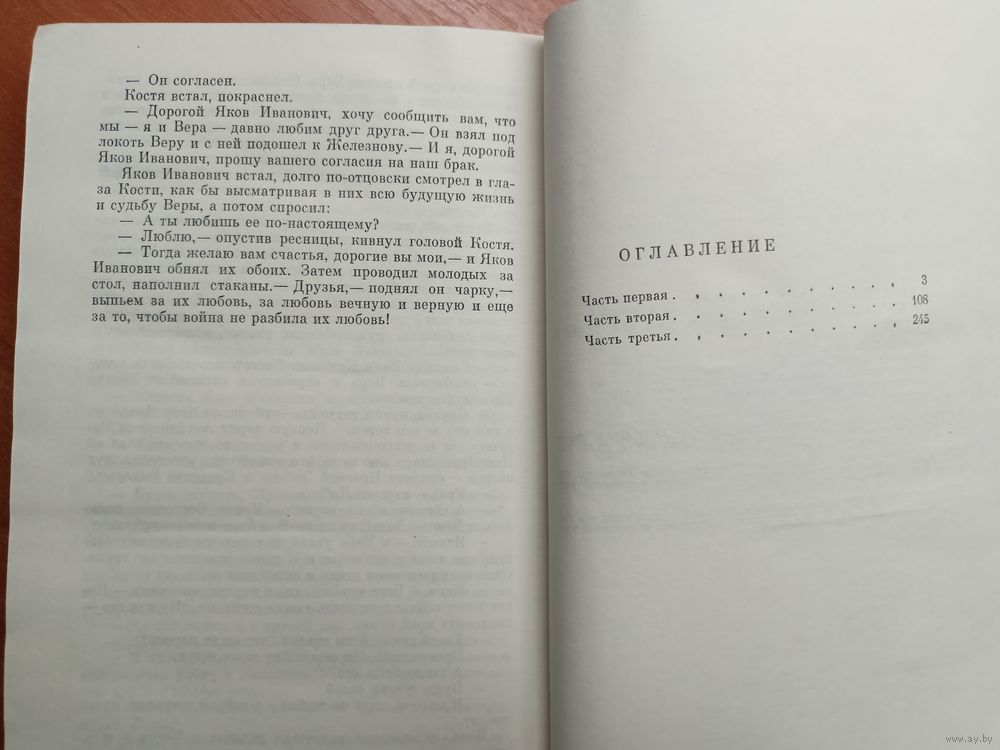 — Он согласен.
Костя встал, покраснел.
— Дорогой Яков Иванович, хочу сообщить вам, что
мы — я и Вера — давно любим друг друга.— Он взял под
локоть Веру и с ней подошел к Железнову.— И я, дорогой
Яков Иванович, прошу вашего согласия на наш брак.
Яков Иванович встал, долго по-отцовски смотрел в гла-
за Кости, как бы высматривая в них всю будущую жизнь
и судьбу Веры, а потом спросил:
— А ты любишь ее по-настоящему?
— Люблю,— опустив ресницы, кивнул головой Костя.
— Тогда желаю вам счастья, дорогие вы мои,— и Яков
Иванович обнял их обоих. Затем проводил молодых за
стол, наполнил стаканы.— Друзья,— поднял он чарку,—
выпьем за их любовь, за любовь вечную и верную и еще
за то, чтобы война не разбила их любовь!
ОГЛАВЛЕНИЕ
Часть первая . . . . . . . . . . 3
Часть вторая . . . . . . . . . . 108
Часть третья . . . . . . . . . . 245
www.ay.by